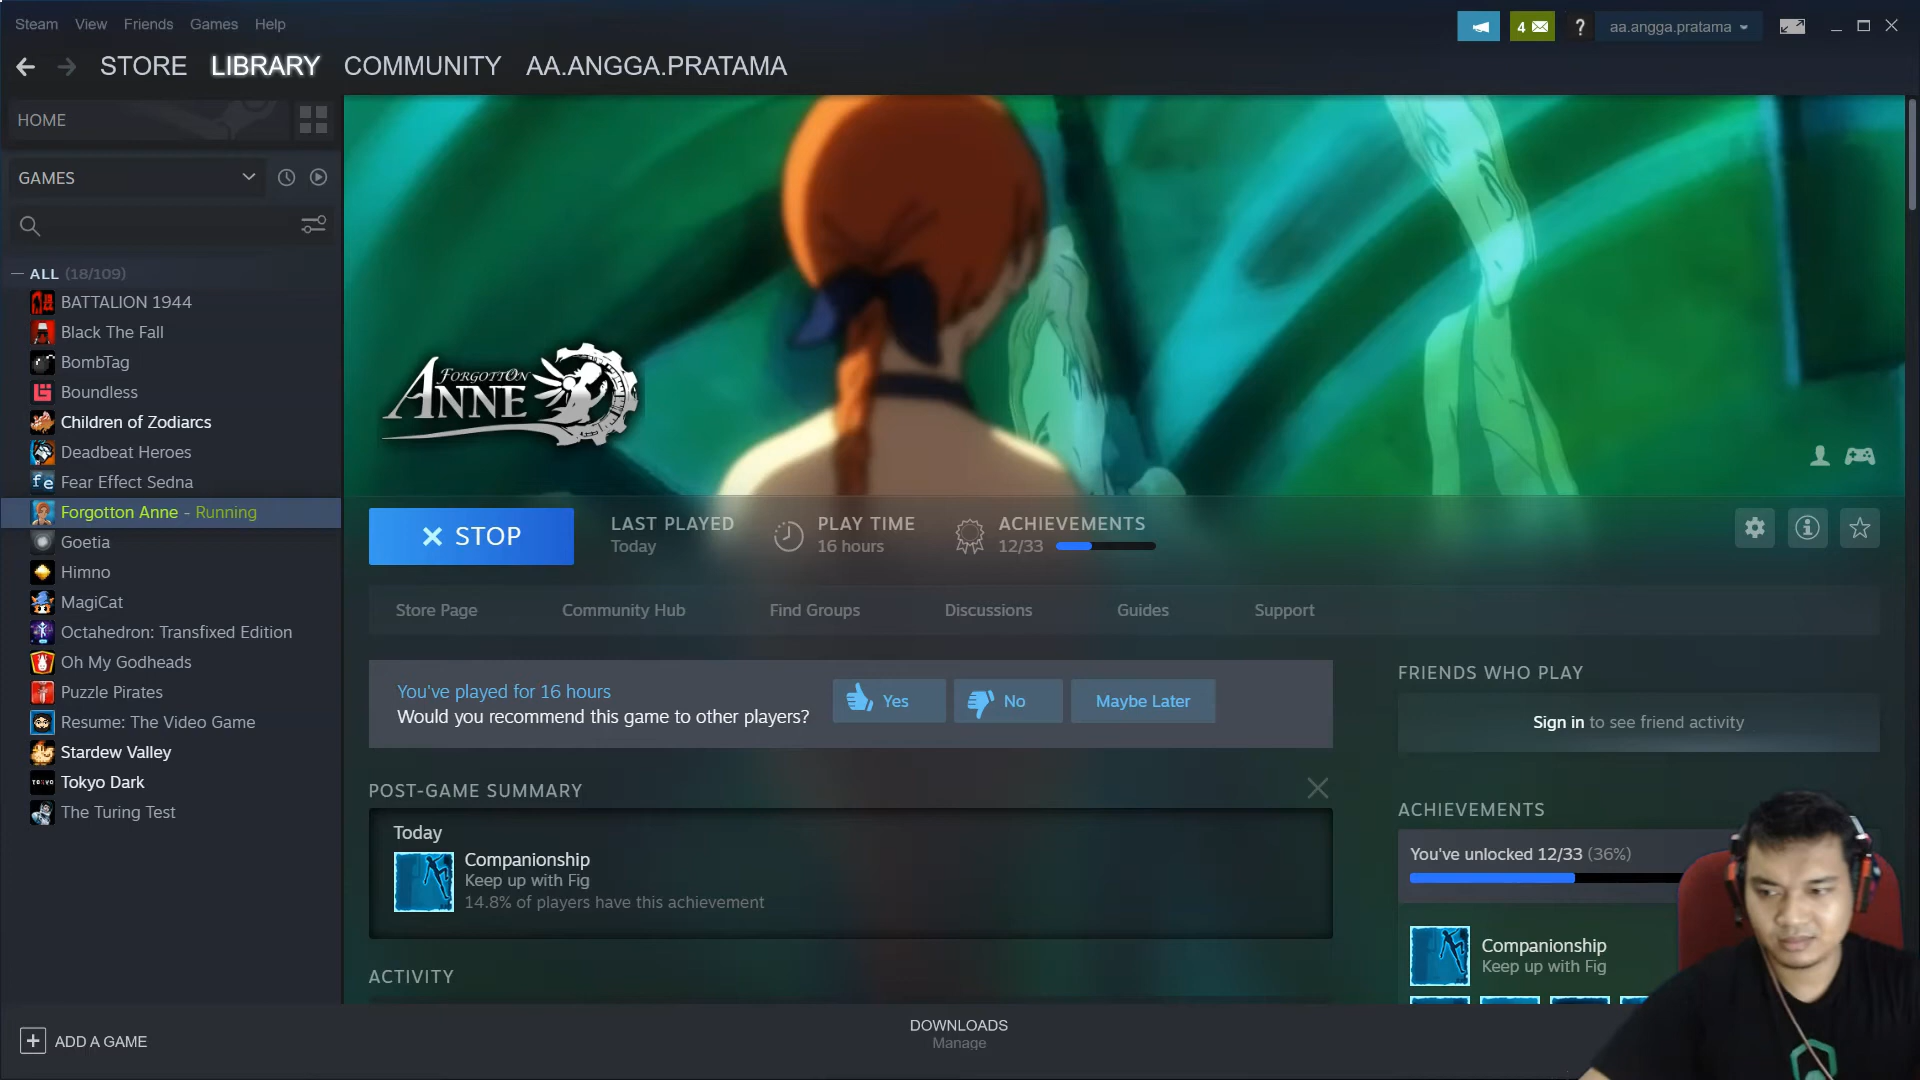 Steam View Friends Games Help
4 ? aa.angga.pratama
STORE LIBRARY COMMUNITY AA.ANGGA.PRATAMA
HOME
GAMES
ALL (18/109)
BATTALION 1944
Black The Fall
BombTag
Boundless
Children of Zodiarcs
Deadbeat Heroes
fe Fear Effect Sedna
Forgotton Anne - Running
Goetia
Himno
MagiCat
Octahedron: Transfixed Edition
Oh My Godheads
Puzzle Pirates
Resume: The Video Game
Stardew Valley
TOKYO Tokyo Dark
The Turing Test
ADD A GAME
FORGOTTON
ANNE
STOP
LAST PLAYED
Today
PLAY TIME
16 hours
ACHIEVEMENTS
12/33
Store Page Community Hub Find Groups Discussions Guides Support
You've played for 16 hours
Would you recommend this game to other players?
Yes No Maybe Later
POST-GAME SUMMARY
Today
Companionship
Keep up with Fig
14.8% of players have this achievement
ACTIVITY
FRIENDS WHO PLAY
Sign in to see friend activity
ACHIEVEMENTS
You've unlocked 12/33 (36%)
Companionship
Keep up with Fig
DOWNLOADS
Manage